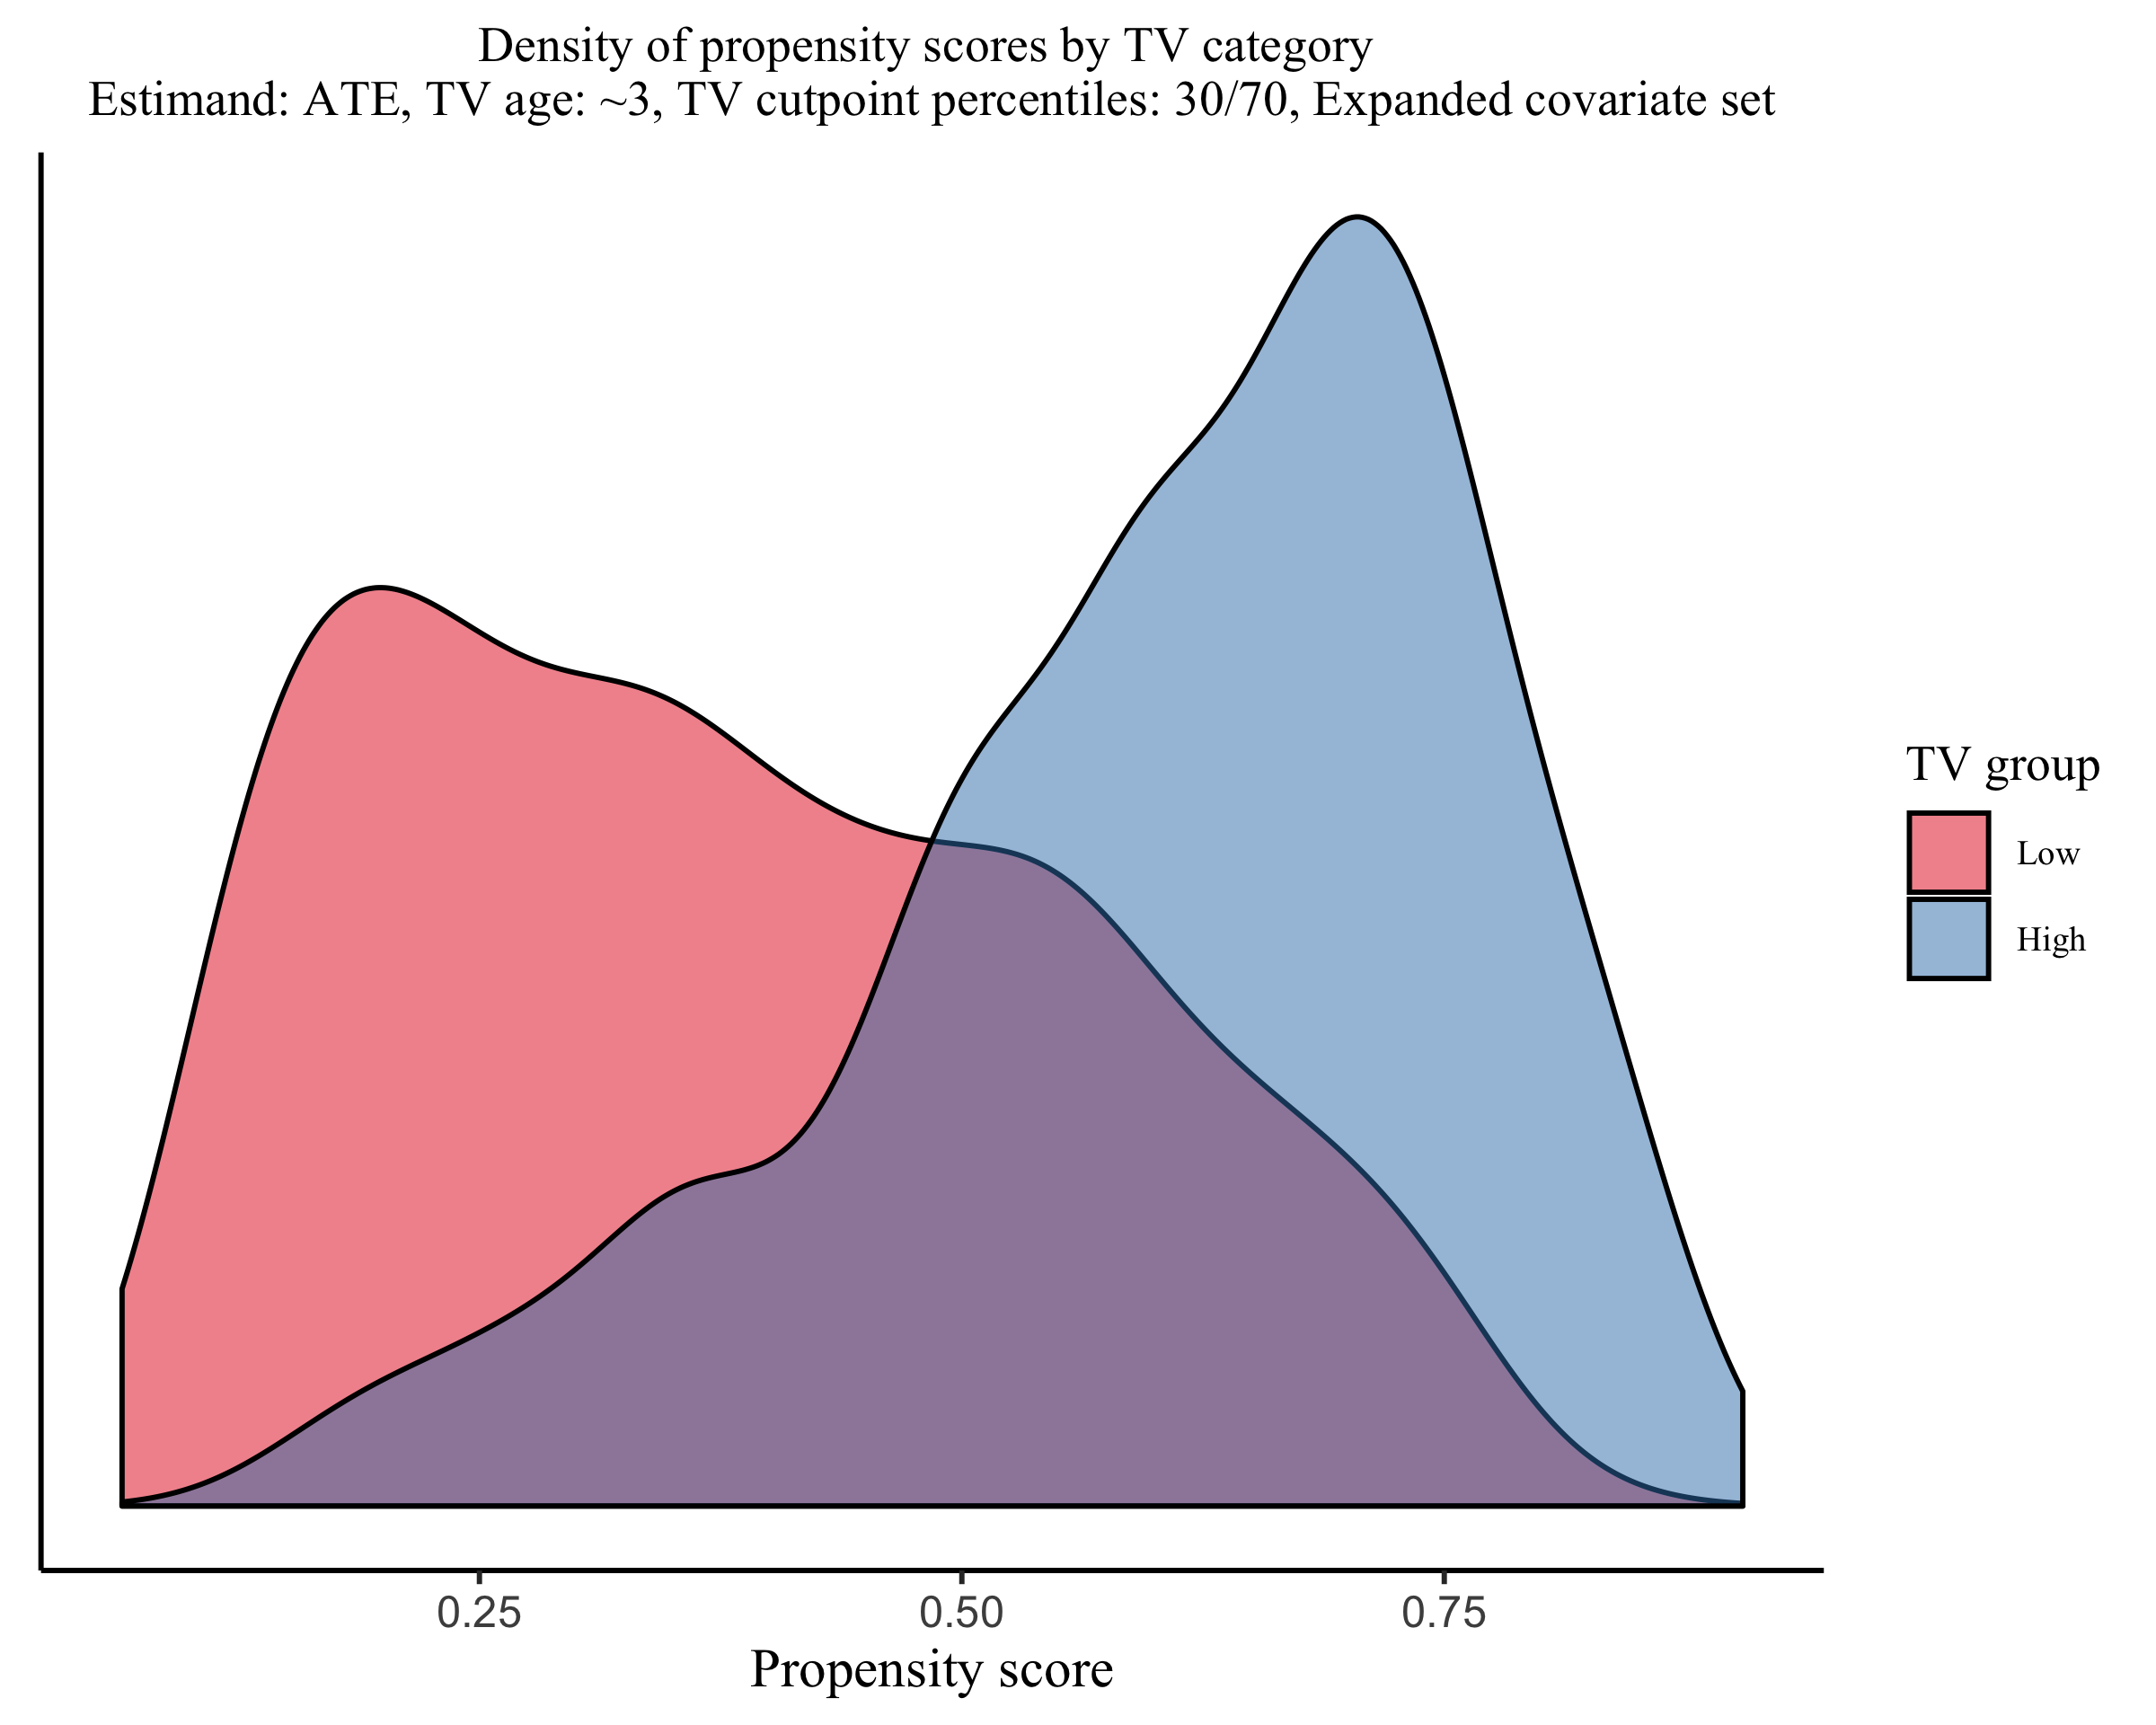 Density of propensity scores by TV category
Estimand: ATE, TV age: ~3, TV cutpoint percentiles: 30/70, Expanded covariate set
TV group
Low
High
0.25 0.50 0.75
Propensity score